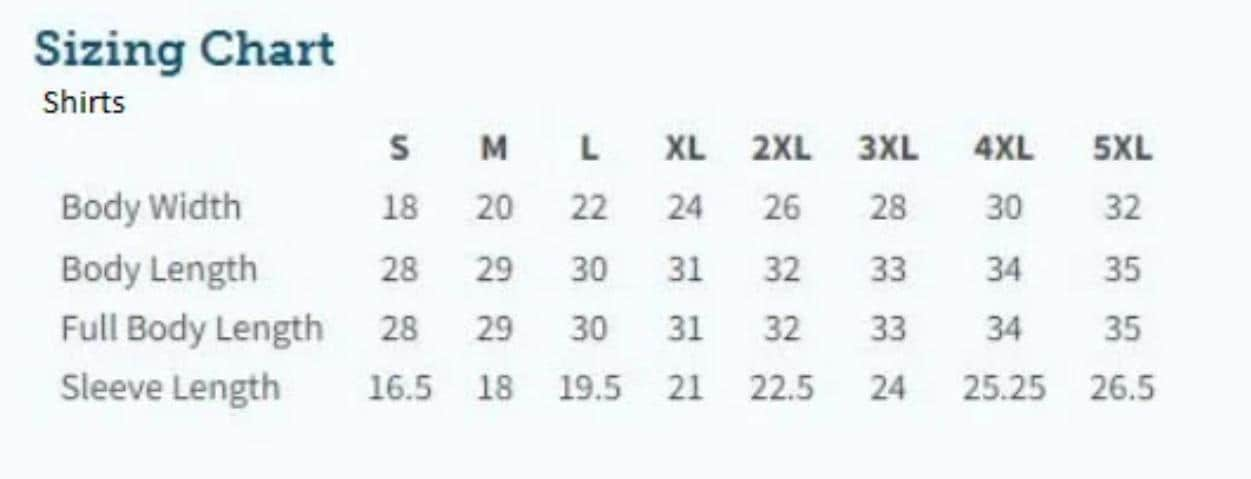 Sizing Chart
Shirts
S M L XL 2XL 3XL 4XL 5XL
Body Width 18 20 22 24 26 28 30 32
Body Length 28 29 30 31 32 33 34 35
Full Body Length 28 29 30 31 32 33 34 35
Sleeve Length 16.5 18 19.5 21 22.5 24 25.25 26.5